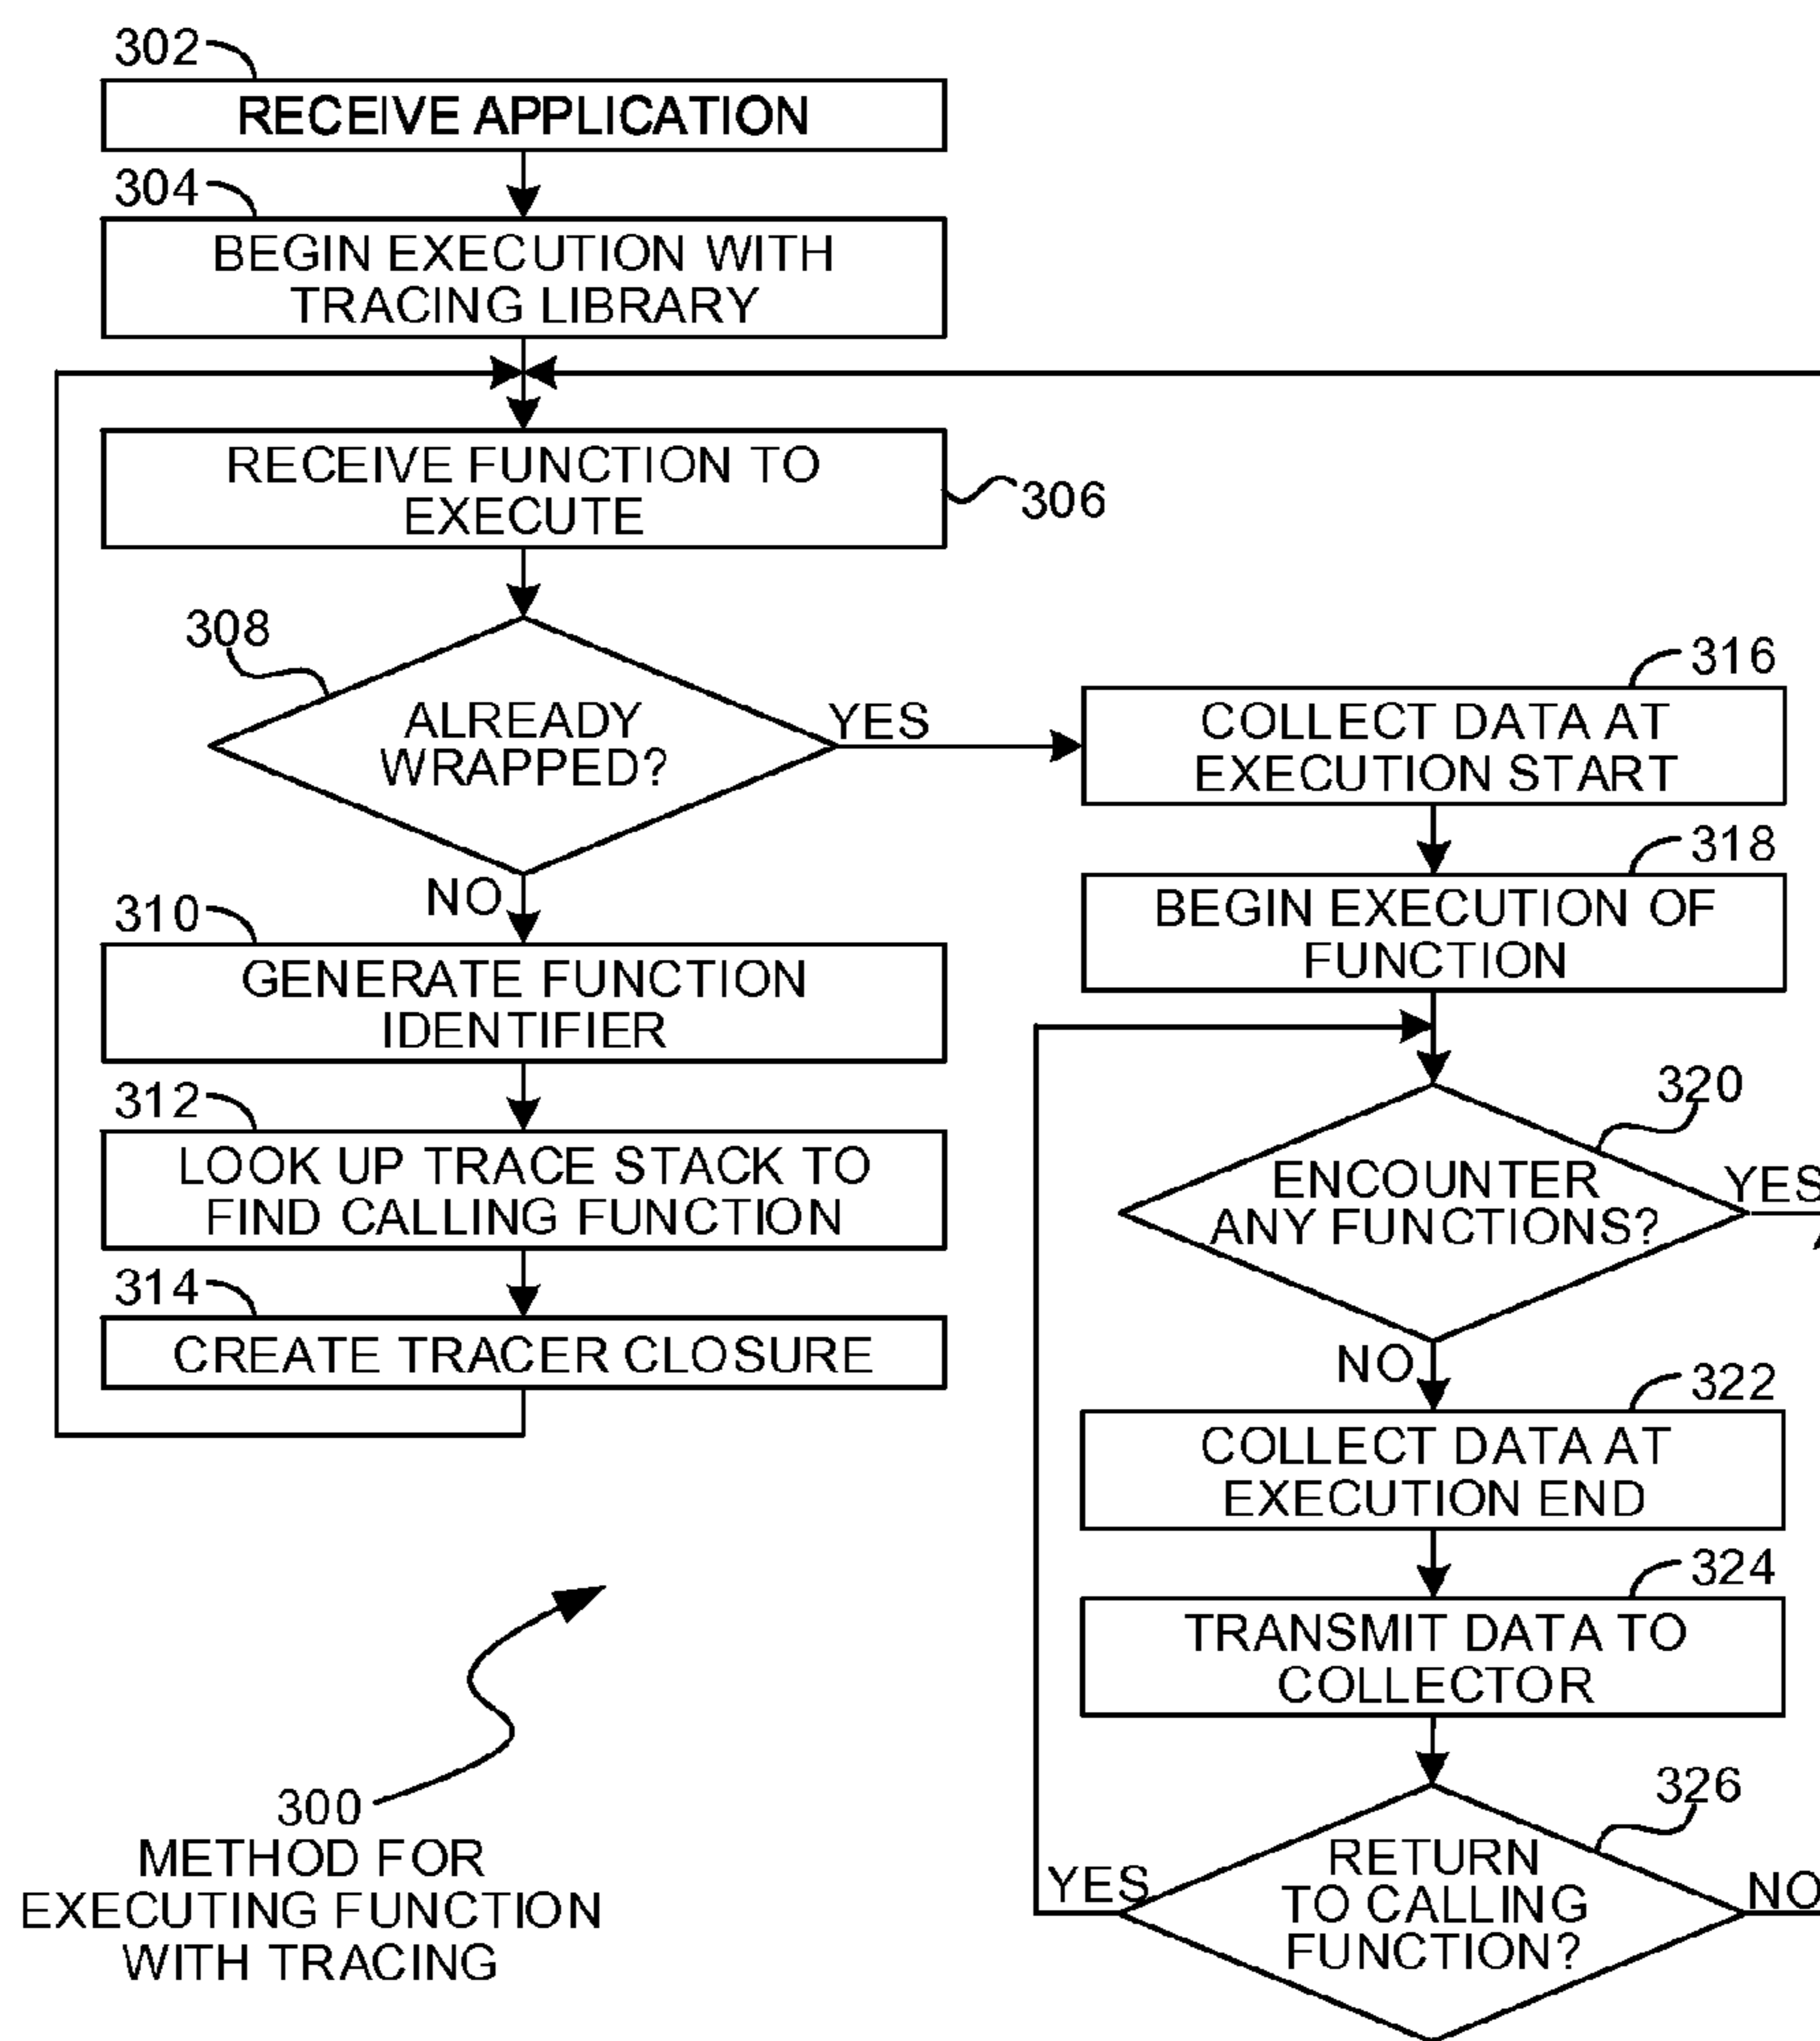 302
RECEIVE APPLICATION
304
BEGIN EXECUTION WITH
TRACING LIBRARY
RECEIVE FUNCTION TO
EXECUTE
306
308
ALREADY
WRAPPED?
YES
NO
310
GENERATE FUNCTION
IDENTIFIER
312
LOOK UP TRACE STACK TO
FIND CALLING FUNCTION
314
CREATE TRACER CLOSURE
316
COLLECT DATA AT
EXECUTION START
318
BEGIN EXECUTION OF
FUNCTION
320
ENCOUNTER
ANY FUNCTIONS?
YES
NO
322
COLLECT DATA AT
EXECUTION END
324
TRANSMIT DATA TO
COLLECTOR
326
RETURN
TO CALLING
FUNCTION?
YES
NO
300
METHOD FOR
EXECUTING FUNCTION
WITH TRACING